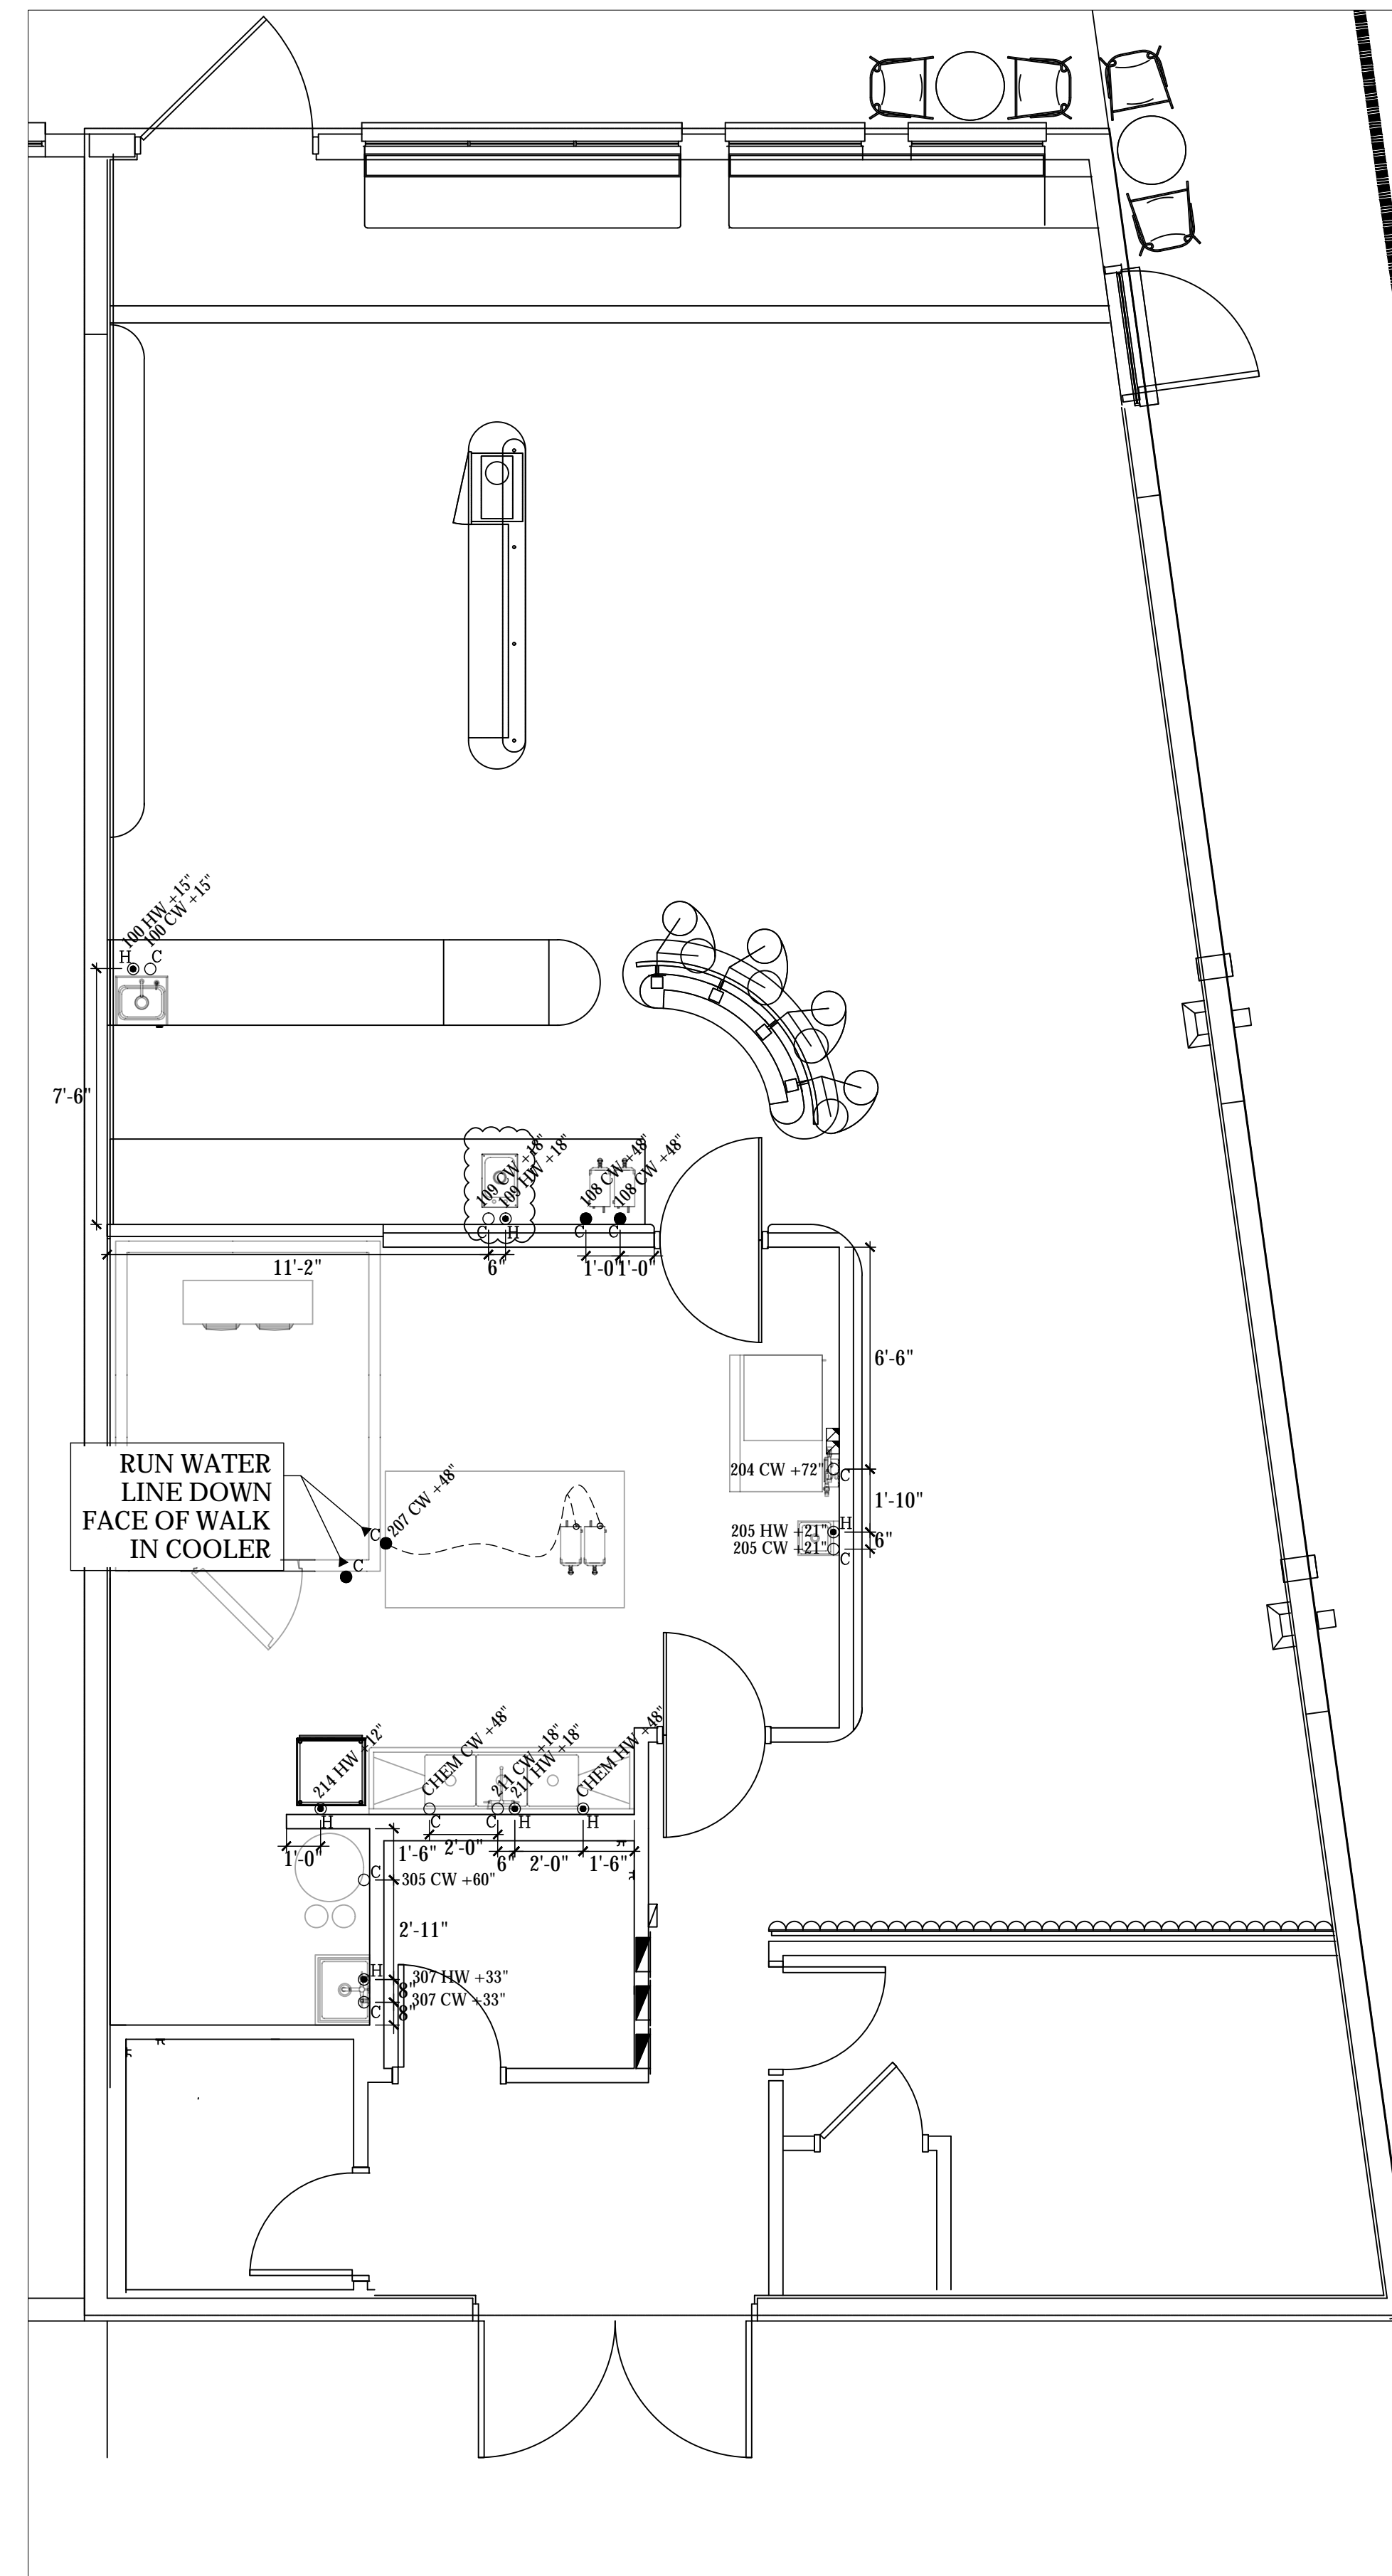 100 HW +15"
100 CW +15"
H
C
7'-6"
109 CW +18"
109 HW +18"
108 CW +48"
108 CW +48"
C
H
C
C
11'-2"
6"
1'-0"
1'-0"
6'-6"
RUN WATER
LINE DOWN
FACE OF WALK
IN COOLER
207 CW +48"
C
C
204 CW +72"
C
1'-10"
205 HW +21"
H
205 CW +21"
C
6"
214 HW +12"
CHEM CW +48"
211 CW +18"
211 HW +18"
CHEM HW +48"
H
C
C
H
H
1'-0"
1'-6"
2'-0"
6"
2'-0"
1'-6"
C
305 CW +60"
2'-11"
H
307 HW +33"
8"
307 CW +33"
C
8"